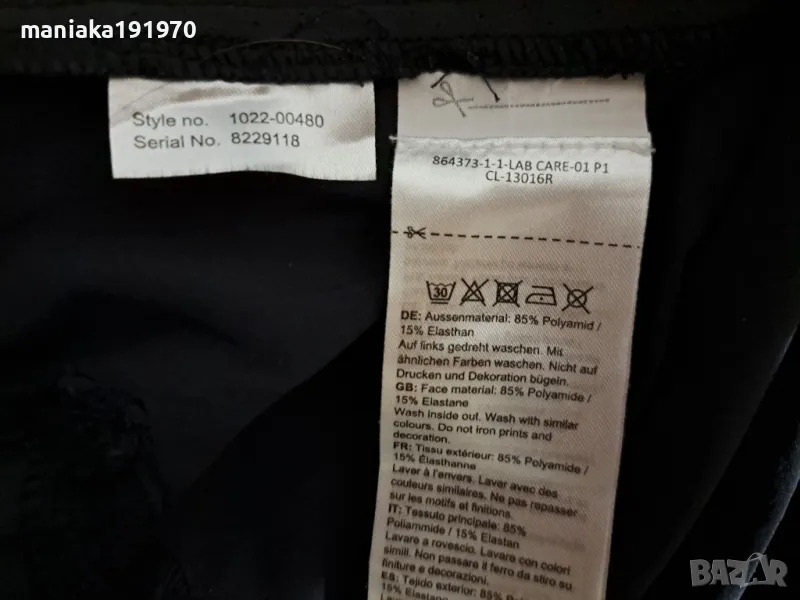 maniaka191970
Style no. 1022-00480
Serial No. 8229118
864373-1-1-LAB CARE-01 P1
CL-13016R
30
DE: Aussenmaterial: 85% Polyamid /
15% Elasthan
Auf links gedreht waschen. Mit
ähnlichen Farben waschen. Nicht auf
Drucken und Dekoration bügeln.
GB: Face material: 85% Polyamide /
15% Elastane
Wash inside out. Wash with similar
colours. Do not iron prints and
decoration.
FR: Tissu extérieur: 85% Polyamide /
15% Élasthanne
Laver à l'envers. Laver avec des
couleurs similaires. Ne pas repasser
sur les motifs et finitions.
IT: Tessuto principale: 85%
Poliammide / 15% Elastan
Lavare a rovescio. Lavare con colori
simili. Non passare il ferro da stiro su
finiture e decorazioni.
ES: Tejido exterior: 85%
15% Elastano
BAZAR